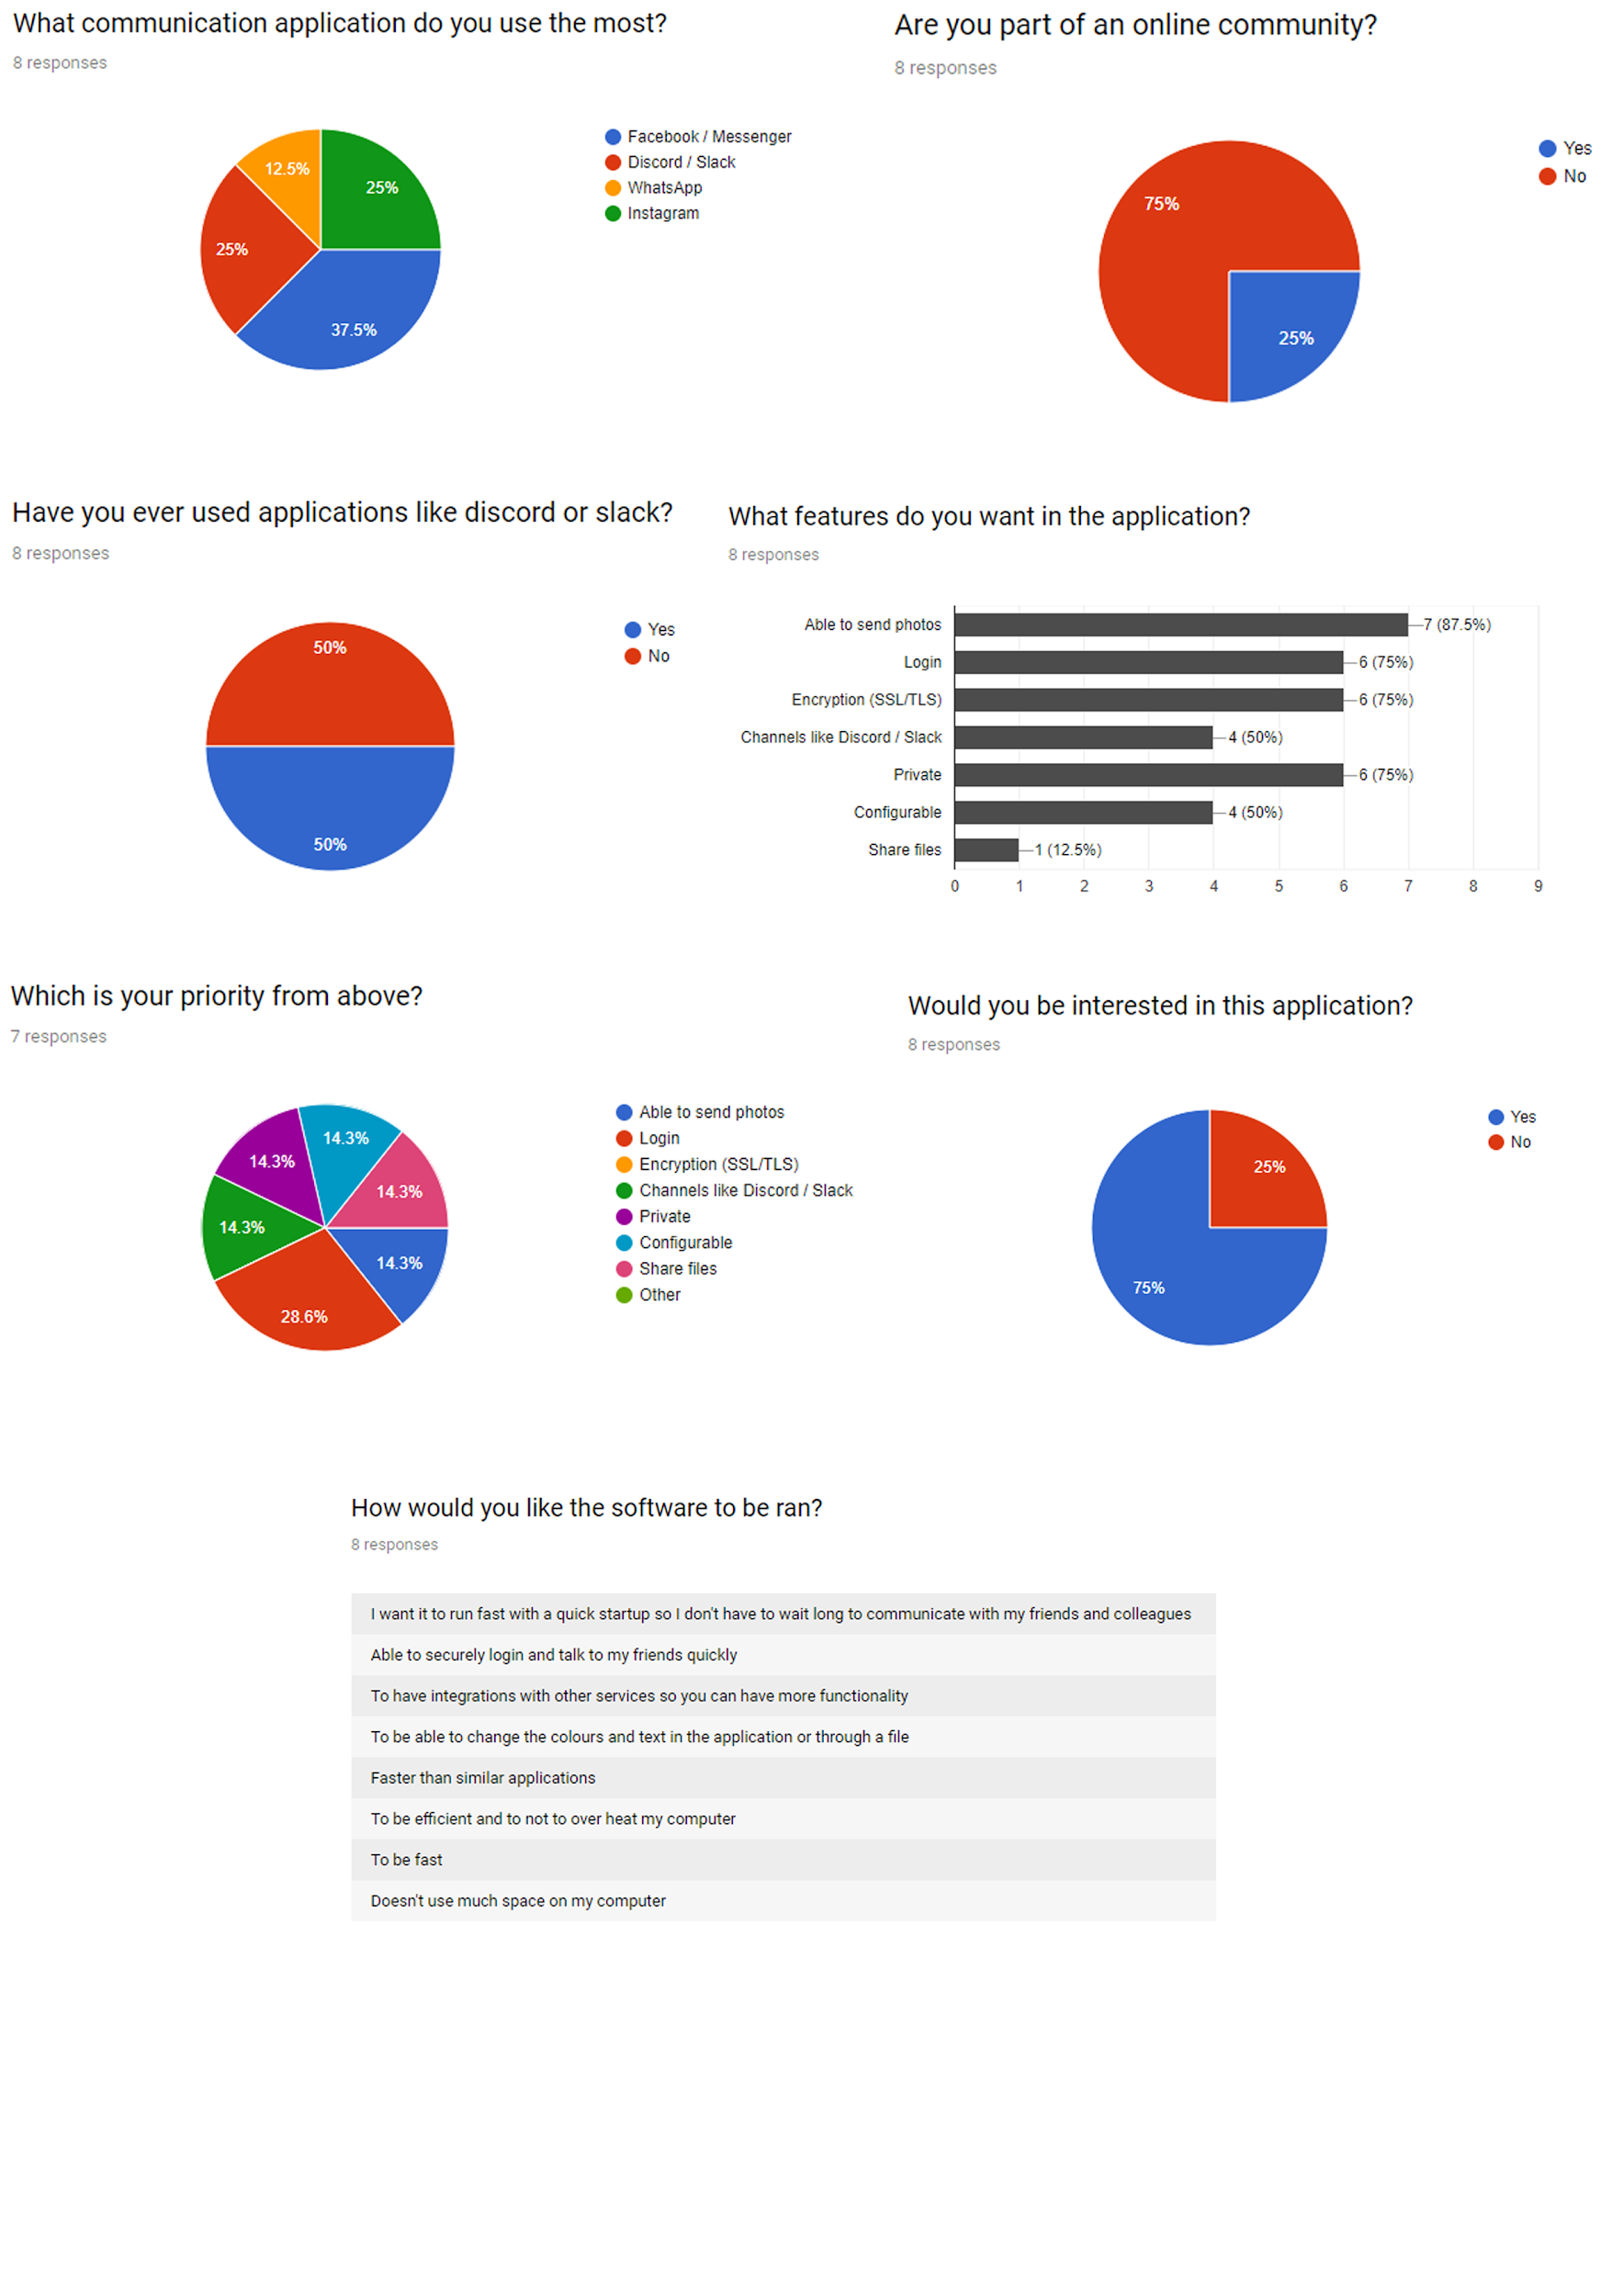 What communication application do you use the most?
8 responses
Facebook / Messenger
Discord / Slack
WhatsApp
Instagram
12.5%
25%
25%
37.5%
Are you part of an online community?
8 responses
Yes
No
75%
25%
Have you ever used applications like discord or slack?
8 responses
Yes
No
50%
50%
What features do you want in the application?
8 responses
Able to send photos 7 (87.5%)
Login 6 (75%)
Encryption (SSL/TLS) 6 (75%)
Channels like Discord / Slack 4 (50%)
Private 6 (75%)
Configurable 4 (50%)
Share files 1 (12.5%)
0 1 2 3 4 5 6 7 8 9
Which is your priority from above?
7 responses
Able to send photos
Login
Encryption (SSL/TLS)
Channels like Discord / Slack
Private
Configurable
Share files
Other
14.3%
14.3%
14.3%
14.3%
14.3%
28.6%
Would you be interested in this application?
8 responses
Yes
No
25%
75%
How would you like the software to be ran?
8 responses
I want it to run fast with a quick startup so I don't have to wait long to communicate with my friends and colleagues
Able to securely login and talk to my friends quickly
To have integrations with other services so you can have more functionality
To be able to change the colours and text in the application or through a file
Faster than similar applications
To be efficient and to not to over heat my computer
To be fast
Doesn't use much space on my computer